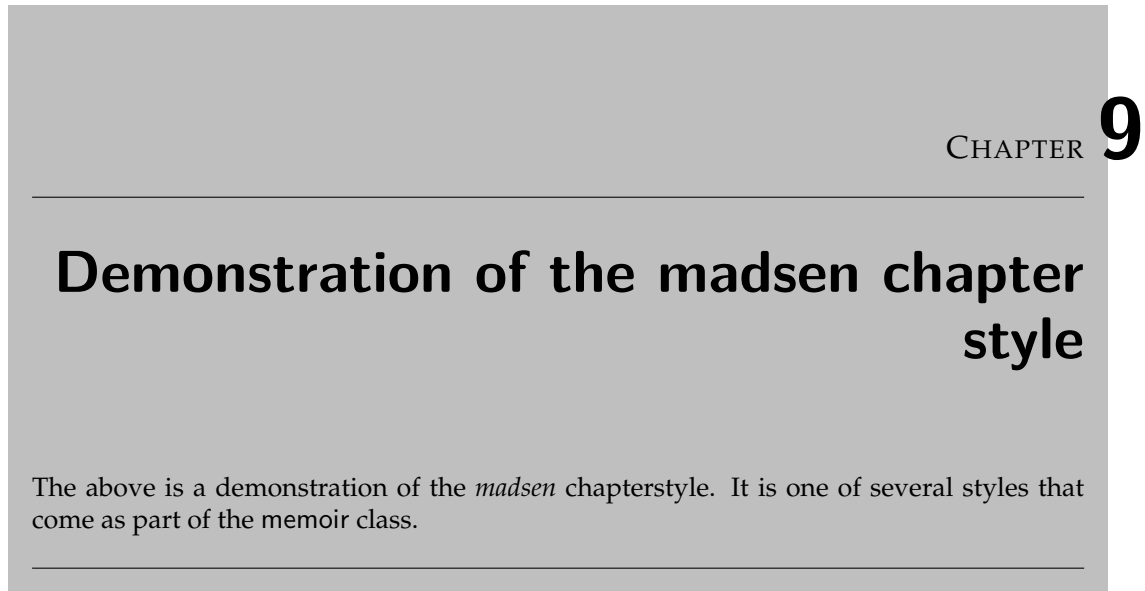 CHAPTER 9
Demonstration of the madsen chapter
style
The above is a demonstration of the madsen chapterstyle. It is one of several styles that
come as part of the memoir class.